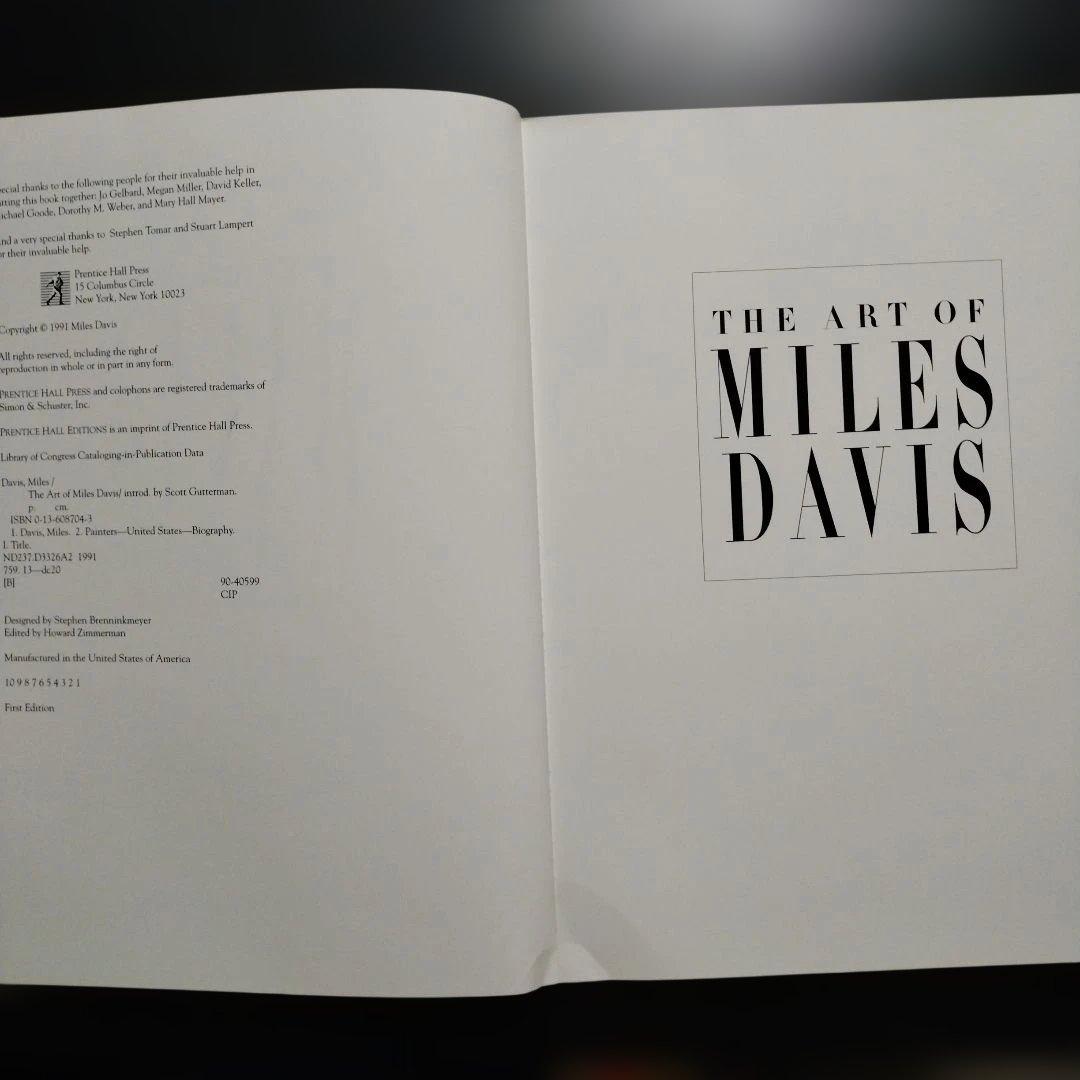 ecial thanks to the following people for their invaluable help in
tting this book together: Jo Gelbard, Megan Miller, David Keller,
ichael Goode, Dorothy M. Weber, and Mary Hall Mayer.
nd a very special thanks to Stephen Tomar and Stuart Lampert
r their invaluable help.
Prentice Hall Press
15 Columbus Circle
New York, New York 10023
Copyright © 1991 Miles Davis
All rights reserved, including the right of
eproduction in whole or in part in any form.
PRENTICE HALL PRESS and colophons are registered trademarks of
Simon & Schuster, Inc.
PRENTICE HALL EDITIONS is an imprint of Prentice Hall Press.
Library of Congress Cataloging-in-Publication Data
Davis, Miles /
The Art of Miles Davis/ introd. by Scott Gutterman.
p. cm.
ISBN 0-13-608704-3
1. Davis, Miles. 2. Painters—United States—Biography.
I. Title.
ND237.D3326A2 1991
759. 13—dc20
[B] 90-40599
CIP
Designed by Stephen Brenninkmeyer
Edited by Howard Zimmerman
Manufactured in the United States of America
10 9 8 7 6 5 4 3 2 1
First Edition
THE ART OF
MILES
DAVIS